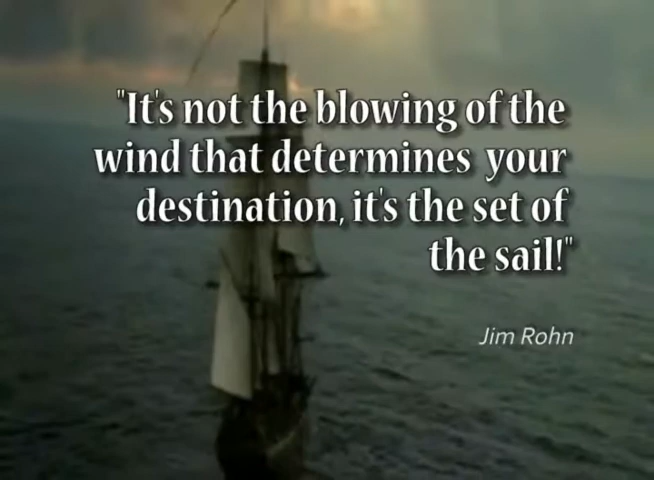 "It's not the blowing of the
wind that determines your
destination, it's the set of
the sail!"
Jim Rohn